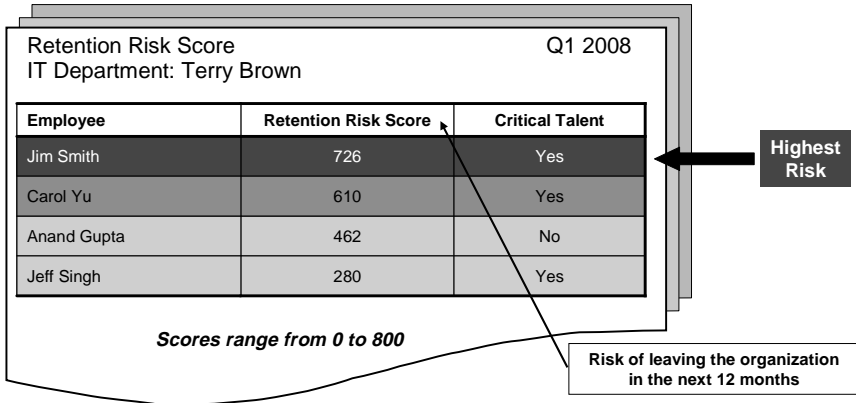 Retention Risk Score Q1 2008
IT Department: Terry Brown
Employee Retention Risk Score Critical Talent
Jim Smith 726 Yes
Carol Yu 610 Yes
Anand Gupta 462 No
Jeff Singh 280 Yes
Highest
Risk
Scores range from 0 to 800
Risk of leaving the organization
in the next 12 months